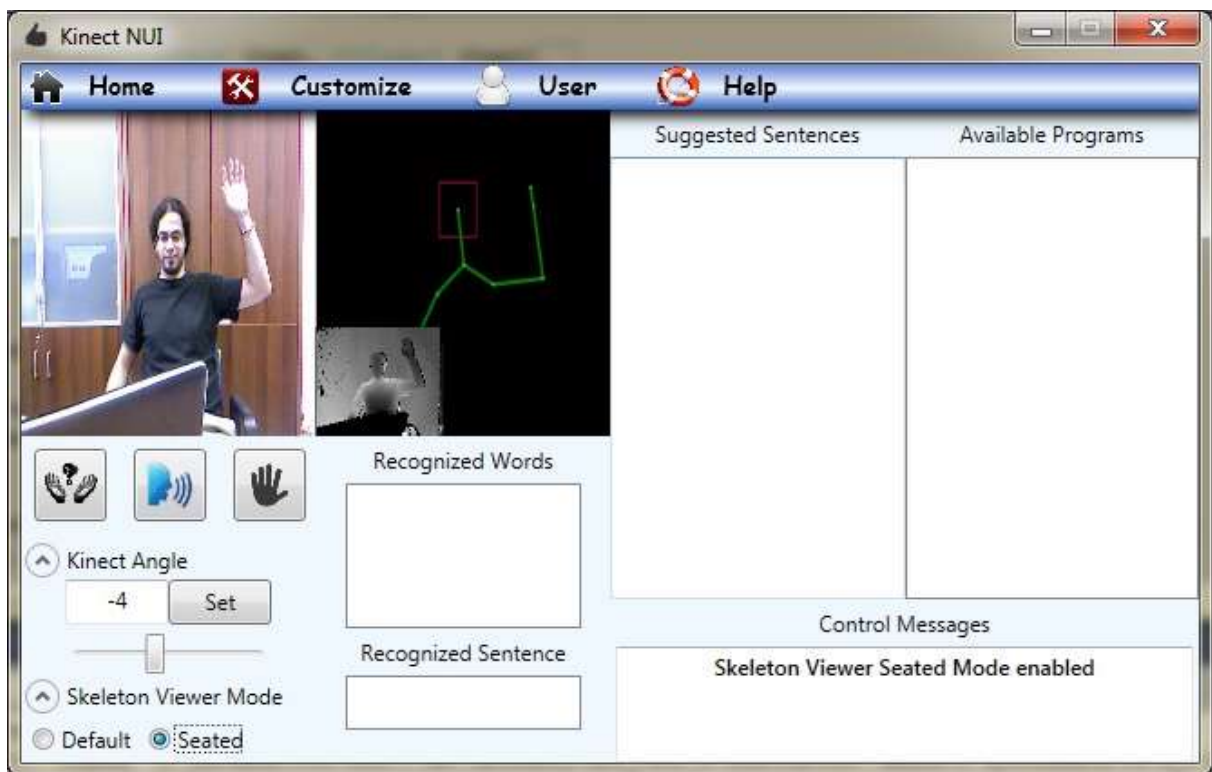 Kinect NUI
Home Customize User Help
Suggested Sentences Available Programs
Recognized Words
Kinect Angle
-4 Set
Control Messages
Recognized Sentence
Skeleton Viewer Seated Mode enabled
Skeleton Viewer Mode
Default Seated